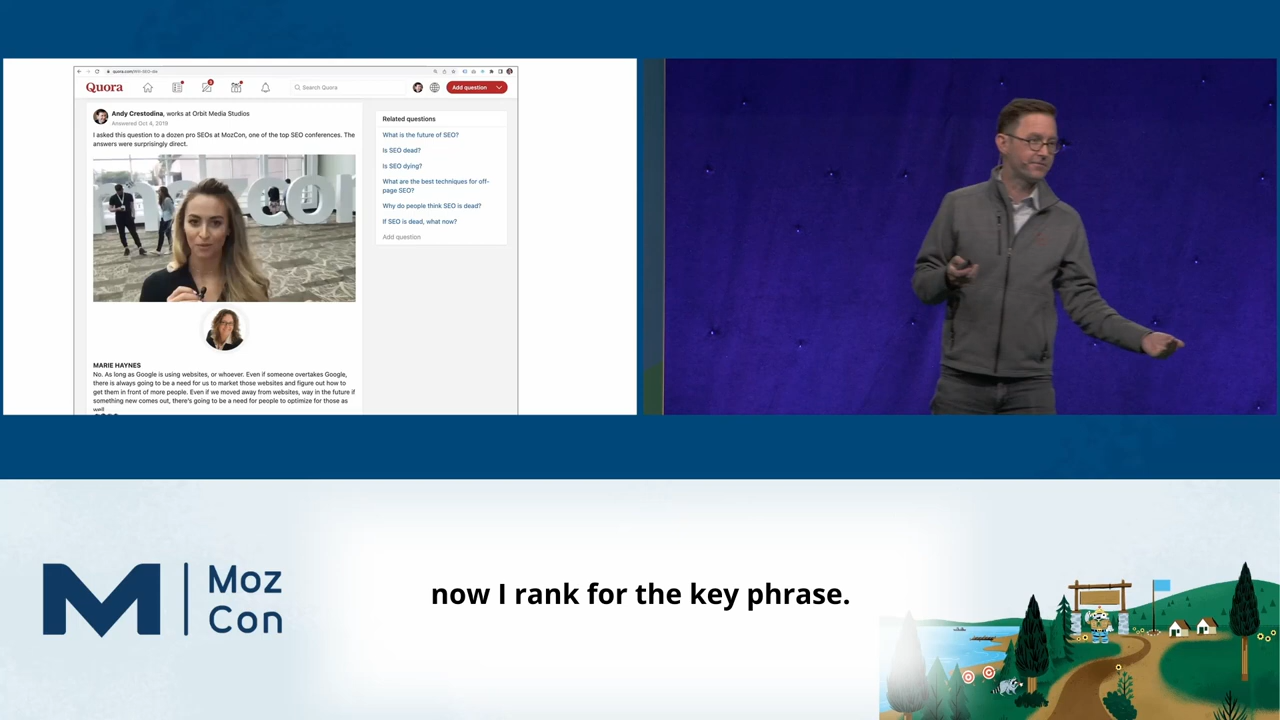 quora.com/Will-SEO-die
Quora
3
Search Quora
Add question
Andy Crestodina, works at Orbit Media Studios
Answered Oct 4, 2019
I asked this question to a dozen pro SEOs at MozCon, one of the top SEO conferences. The
answers were surprisingly direct.
mozcon
MARIE HAYNES
No. As long as Google is using websites, or whoever. Even if someone overtakes Google,
there is always going to be a need for us to market those websites and figure out how to
get them in front of more people. Even if we moved away from websites, way in the future if
something new comes out, there's going to be a need for people to optimize for those as
well
Related questions
What is the future of SEO?
Is SEO dead?
Is SEO dying?
What are the best techniques for off-
page SEO?
Why do people think SEO is dead?
If SEO is dead, what now?
Add question
M
Moz
Con
now I rank for the key phrase.